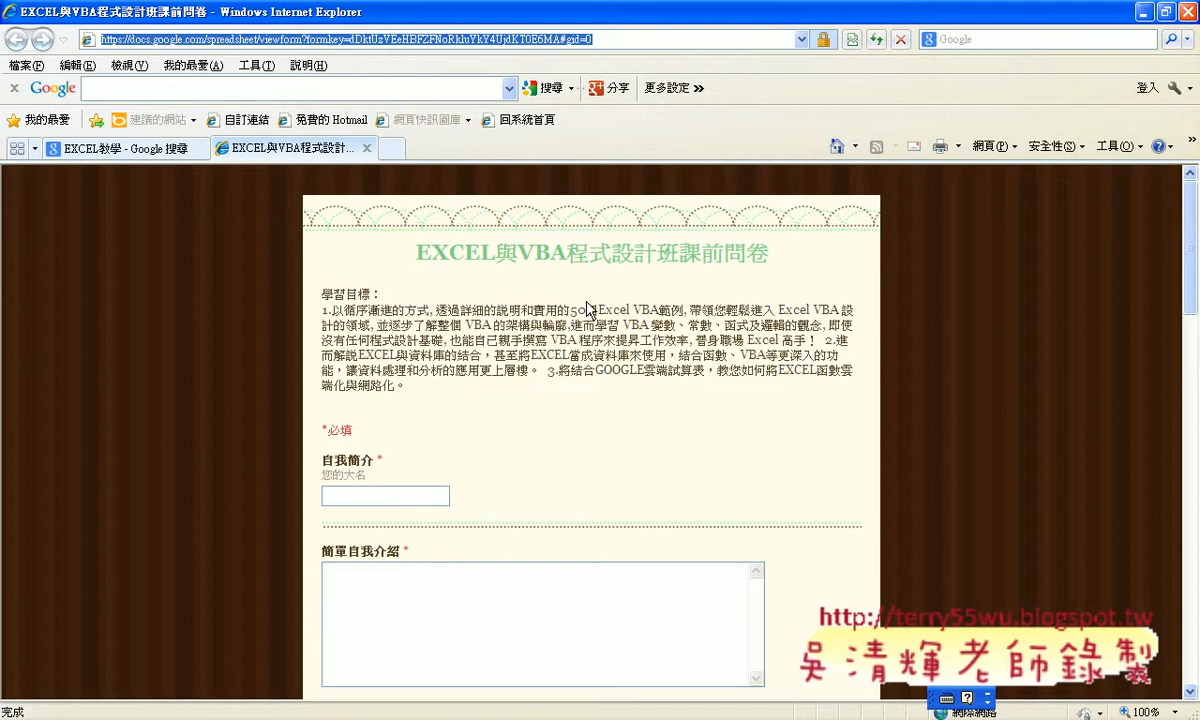 EXCEL與VBA程式設計班課前問卷 - Windows Internet Explorer
Google
檔案(F) 編輯(E) 檢視(V) 我的最愛(A) 工具(T) 說明(H)
Google 搜尋 分享 更多設定 » 登入
我的最愛 建議的網站 自訂連結 免費的 Hotmail 網頁快訊圖庫 回系統首頁
EXCEL教學 - Google 搜尋 EXCEL與VBA程式設計... 網頁(P) 安全性(S) 工具(O) »
EXCEL與VBA程式設計班課前問卷
學習目標：
1.以循序漸進的方式, 透過詳細的說明和實用的50 Excel VBA範例, 帶領您輕鬆進入 Excel VBA 設
計的領域, 並逐步了解整個 VBA 的架構與輪廓,進而學習 VBA 變數、常數、函式及邏輯的觀念, 即使
沒有任何程式設計基礎, 也能自己親手撰寫 VBA 程序來提昇工作效率, 晉身職場 Excel 高手！ 2.進
而解說EXCEL與資料庫的結合，甚至將EXCEL當成資料庫來使用，結合函數、VBA等更深入的功
能，讓資料處理和分析的應用更上層樓。 3.將結合GOOGLE雲端試算表，教您如何將EXCEL函數雲
端化與網路化。
*必填
自我簡介 *
您的大名
簡單自我介紹 *
http://terry55wu.blogspot.tw
吳清輝老師錄製
完成 網際網路 100%